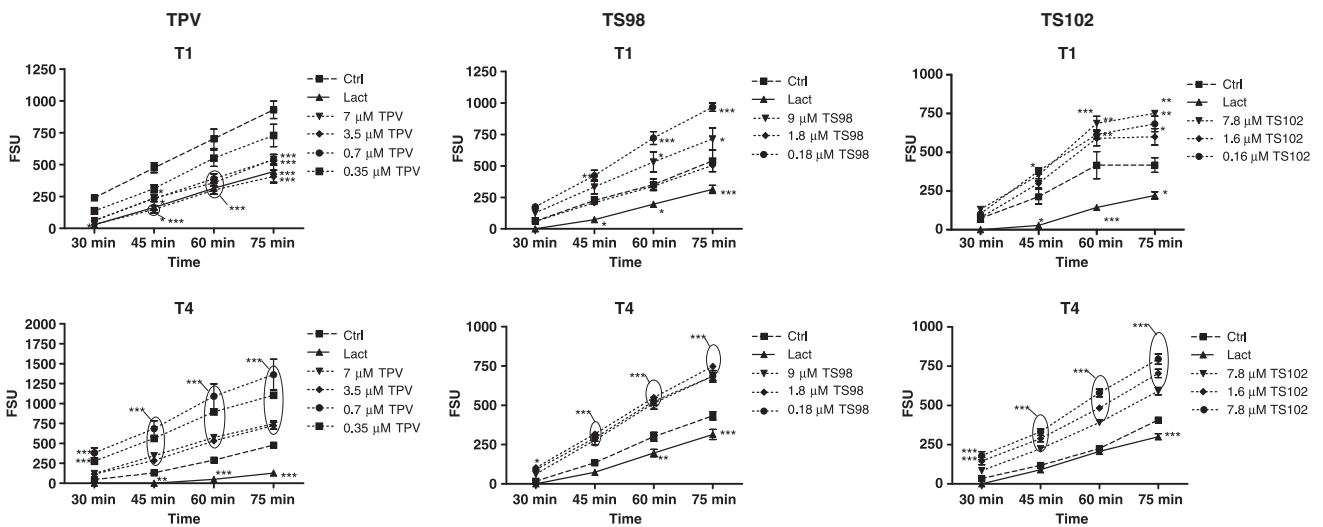 TPV
T1
FSU
1250
1000
750
500
250
0
***
***
***
***
***
*
*
*
* ***
30 min 45 min 60 min 75 min
Time
Ctrl
Lact
7 μM TPV
3.5 μM TPV
0.7 μM TPV
0.35 μM TPV
TS98
T1
FSU
1250
1000
750
500
250
0
***
***
***
*
*
***
*
*
30 min 45 min 60 min 75 min
Time
Ctrl
Lact
9 μM TS98
1.8 μM TS98
0.18 μM TS98
TS102
T1
FSU
1000
750
500
250
0
***
**
**
**
**
*
*
*
*
***
30 min 45 min 60 min 75 min
Time
Ctrl
Lact
7.8 μM TS102
1.6 μM TS102
0.16 μM TS102
T4
FSU
2000
1750
1500
1250
1000
750
500
250
0
***
***
***
***
***
**
***
***
30 min 45 min 60 min 75 min
Time
Ctrl
Lact
7 μM TPV
3.5 μM TPV
0.7 μM TPV
0.35 μM TPV
T4
FSU
1000
750
500
250
0
***
***
***
*
***
**
30 min 45 min 60 min 75 min
Time
Ctrl
Lact
9 μM TS98
1.8 μM TS98
0.18 μM TS98
T4
FSU
1000
750
500
250
0
***
***
***
***
***
***
30 min 45 min 60 min 75 min
Time
Ctrl
Lact
7.8 μM TS102
1.6 μM TS102
7.8 μM TS102